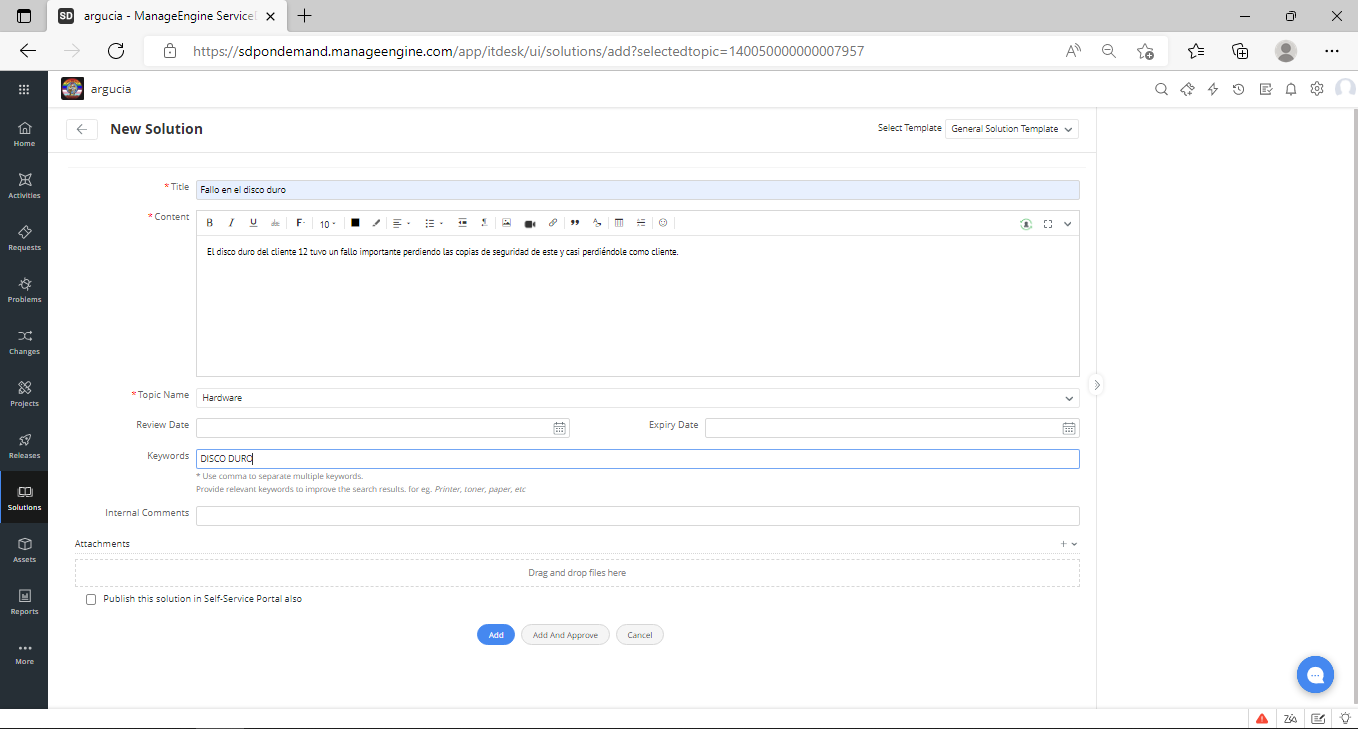 SD argucia - ManageEngine Service
https://sdpondemand.manageengine.com/app/itdesk/ui/solutions/add?selectedtopic=140050000000007957
argucia
Home
Activities
Requests
Problems
Changes
Projects
Releases
Solutions
Assets
Reports
More
New Solution
Select Template General Solution Template
* Title Fallo en el disco duro
* Content
B I U F 10
El disco duro del cliente 12 tuvo un fallo importante perdiendo las copias de seguridad de este y casi perdiéndole como cliente.
* Topic Name Hardware
Review Date
Expiry Date
Keywords DISCO DURO
* Use comma to separate multiple keywords.
Provide relevant keywords to improve the search results. for eg. Printer, toner, paper, etc
Internal Comments
Attachments
Drag and drop files here
Publish this solution in Self-Service Portal also
Add Add And Approve Cancel